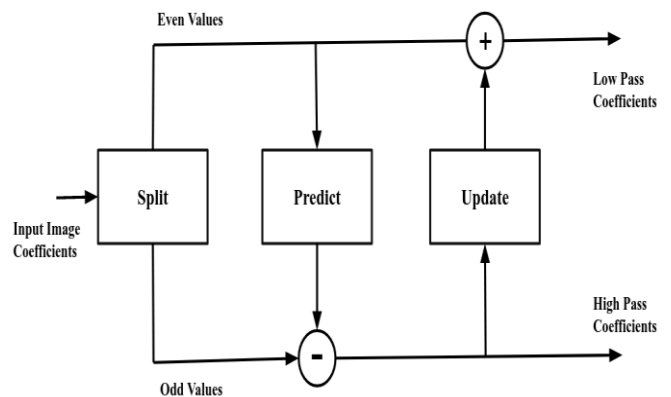 Even Values
+
Low Pass
Coefficients
Split
Predict
Update
Input Image
Coefficients
High Pass
Coefficients
-
Odd Values